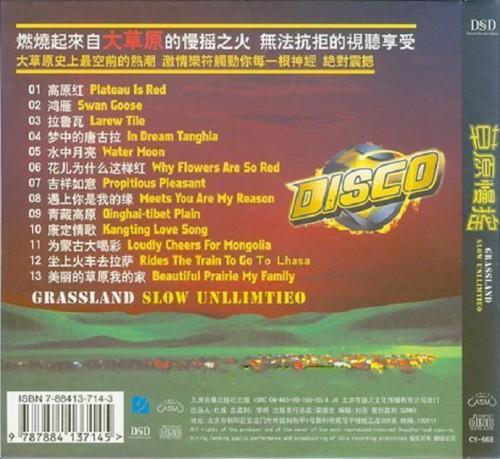 燃燒起來自大草原的慢摇之火 無法抗拒的視聽享受
大草原史上最空前的熱潮 激情樂符觸動你每一根神經 絕對震撼
01 高原红 Plateau Is Red
02 鸿雁 Swan Goose
03 拉鲁瓦 Larew Tile
04 梦中的唐古拉 In Dream Tanghla
05 水中月亮 Water Moon
06 花儿为什么这样红 Why Flowers Are So Red
07 吉祥如意 Propitious Pleasant
08 遇上你是我的缘 Meets You Are My Reason
09 青藏高原 Qinghai-tibet Plain
10 康定情歌 Kangting Love Song
11 为蒙古大喝彩 Loudly Cheers For Mongolia
12 坐上火车去拉萨 Rides The Train To Go To Lhasa
13 美丽的草原我的家 Beautiful Prairie My Family
GRASSLAND SLOW UNLLIMTIEO
DISCO
ISBN 7-88413-714-3
9 787884 137145 >
DSD
ASM
DSD
草原慢摇
GRASSLAND
SLOW UNLLIMTIEO
ASM
CY-668